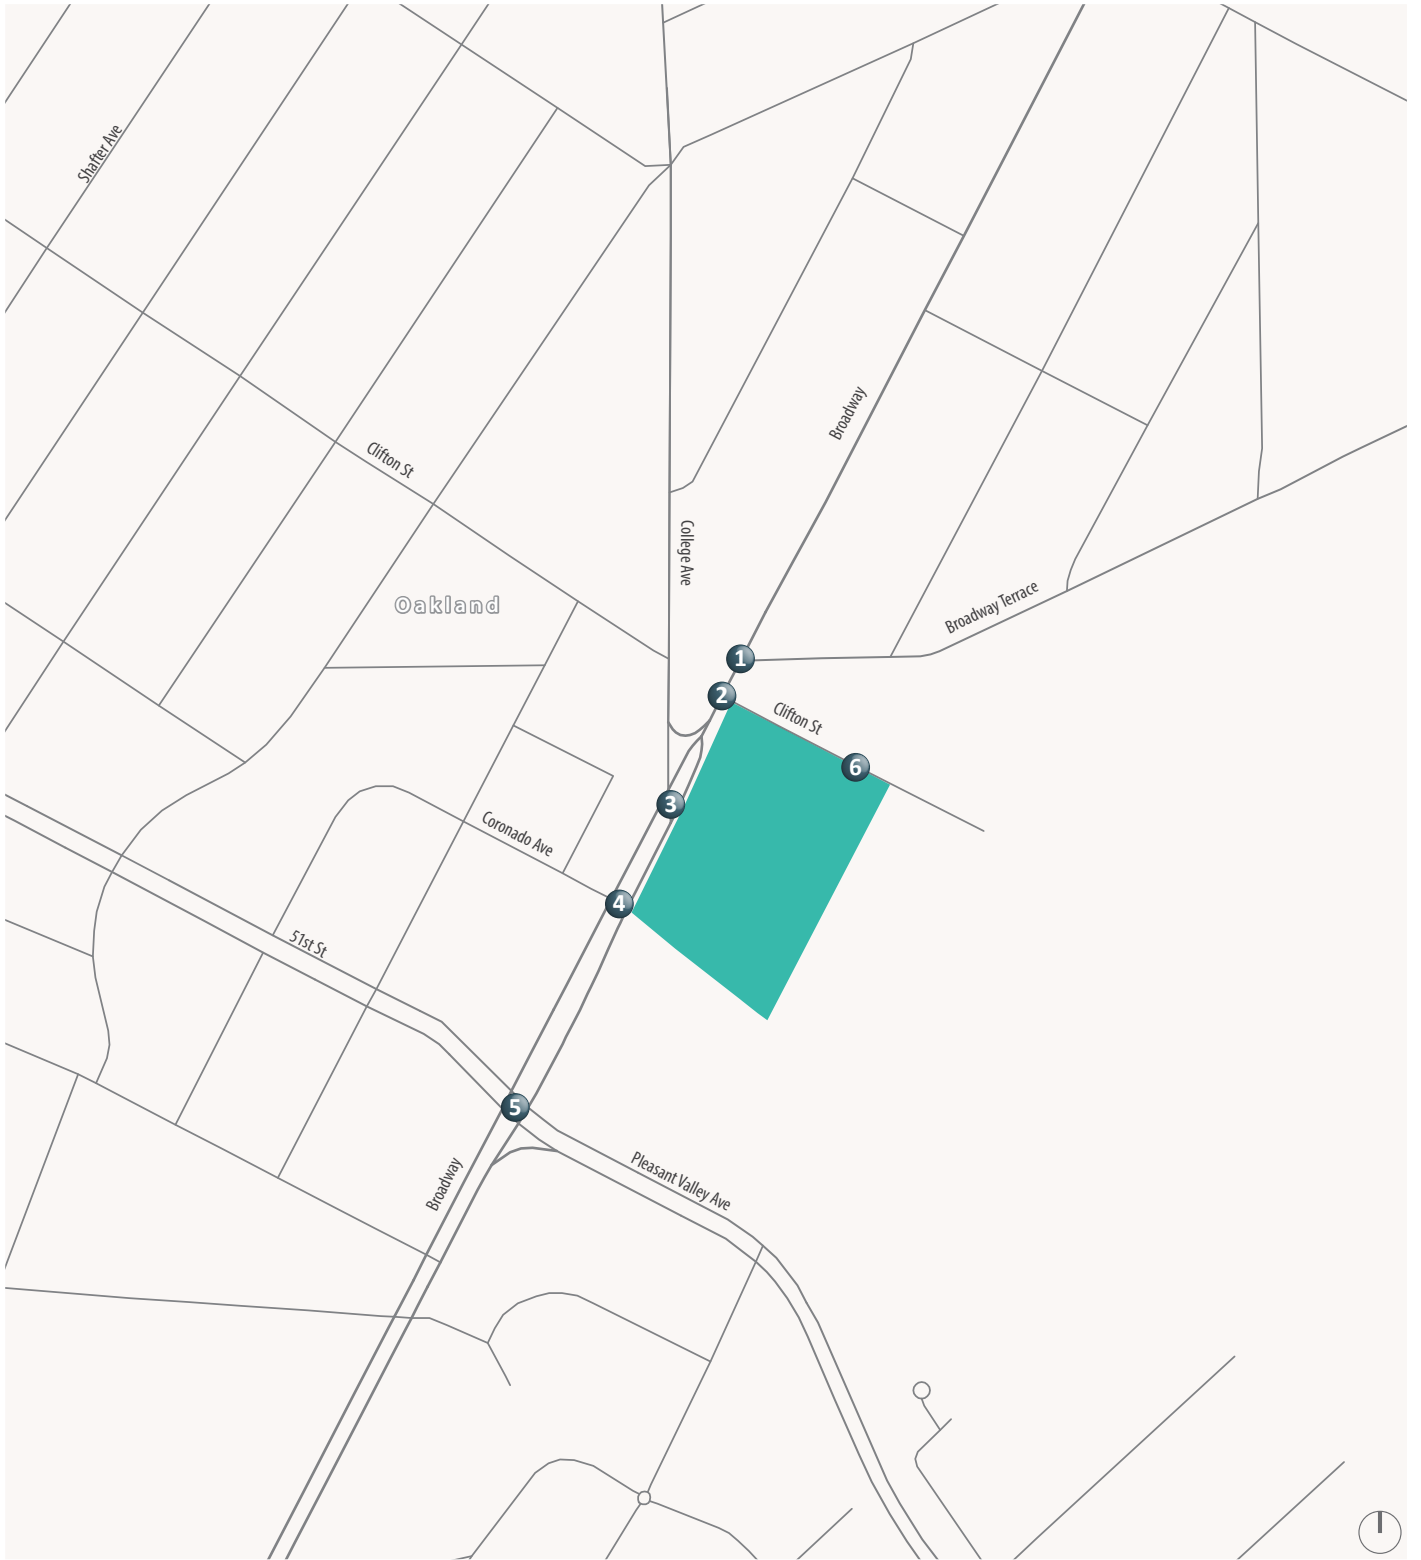 Shafter Ave
Broadway
Clifton St
College Ave
Oakland
Broadway Terrace
1
2
Clifton St
6
3
Coronado Ave
4
51st St
5
Broadway
Pleasant Valley Ave